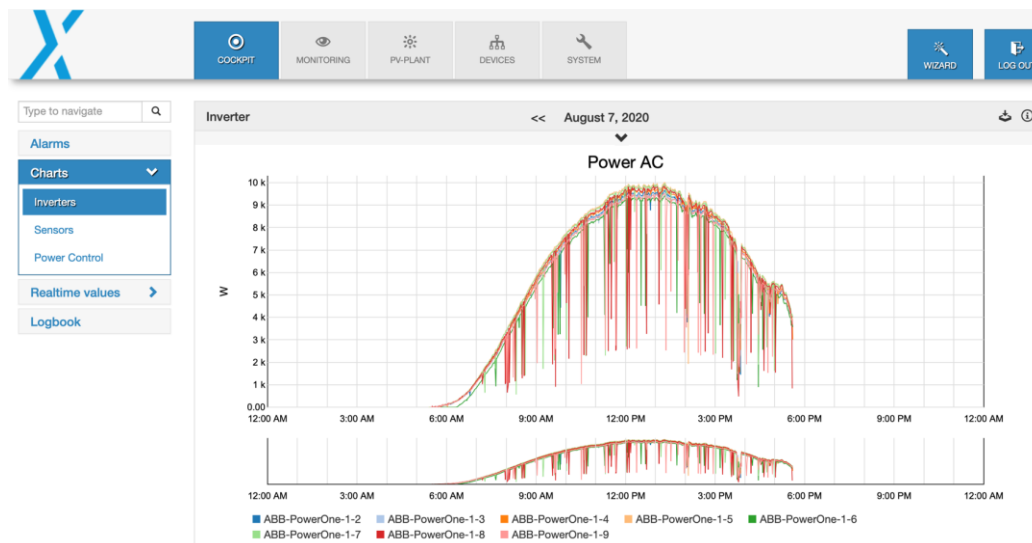 COCKPIT MONITORING PV-PLANT DEVICES SYSTEM WIZARD LOG OUT
Type to navigate
Alarms
Charts
Inverters
Sensors
Power Control
Realtime values
Logbook
Inverter << August 7, 2020
Power AC
10 k
9 k
8 k
7 k
6 k
5 k
4 k
3 k
2 k
1 k
0.00
W
12:00 AM 3:00 AM 6:00 AM 9:00 AM 12:00 PM 3:00 PM 6:00 PM 9:00 PM 12:00 AM
12:00 AM 3:00 AM 6:00 AM 9:00 AM 12:00 PM 3:00 PM 6:00 PM 9:00 PM 12:00 AM
ABB-PowerOne-1-2 ABB-PowerOne-1-3 ABB-PowerOne-1-4 ABB-PowerOne-1-5 ABB-PowerOne-1-6
ABB-PowerOne-1-7 ABB-PowerOne-1-8 ABB-PowerOne-1-9